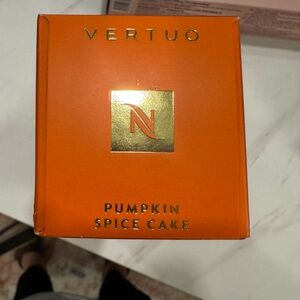 VERTUO
N
PUMPKIN
SPICE CAKE